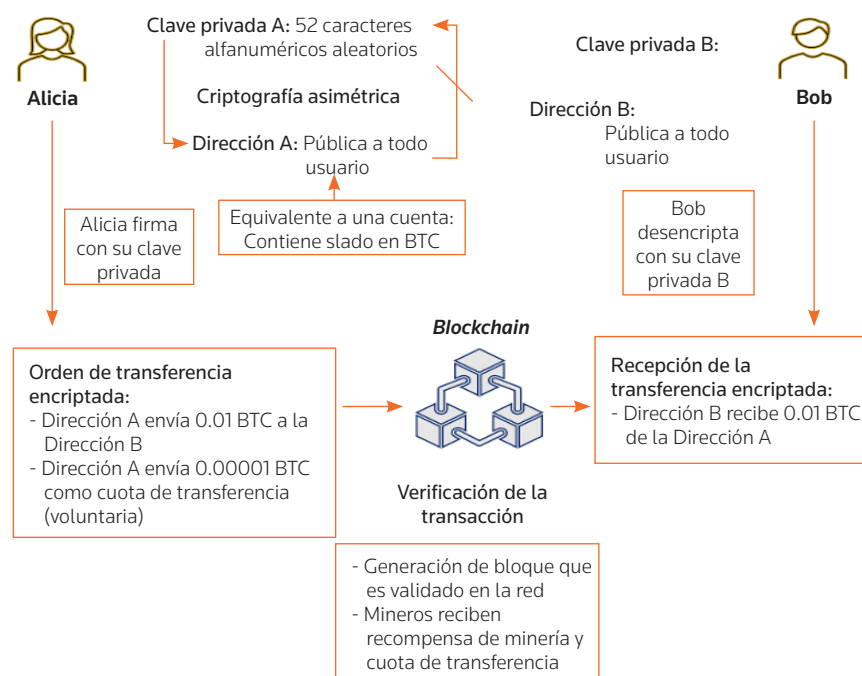 Alicia
Clave privada A: 52 caracteres
alfanuméricos aleatorios
Criptografía asimétrica
Dirección A: Pública a todo
usuario
Equivalente a una cuenta:
Contiene slado en BTC
Clave privada B:
Dirección B:
Pública a todo
usuario
Bob
Alicia firma
con su clave
privada
Bob
desencripta
con su clave
privada B
Orden de transferencia
encriptada:
- Dirección A envía 0.01 BTC a la
Dirección B
- Dirección A envía 0.00001 BTC
como cuota de transferencia
(voluntaria)
Blockchain
Verificación de la
transacción
- Generación de bloque que
es validado en la red
- Mineros reciben
recompensa de minería y
cuota de transferencia
Recepción de la
transferencia encriptada:
- Dirección B recibe 0.01 BTC
de la Dirección A